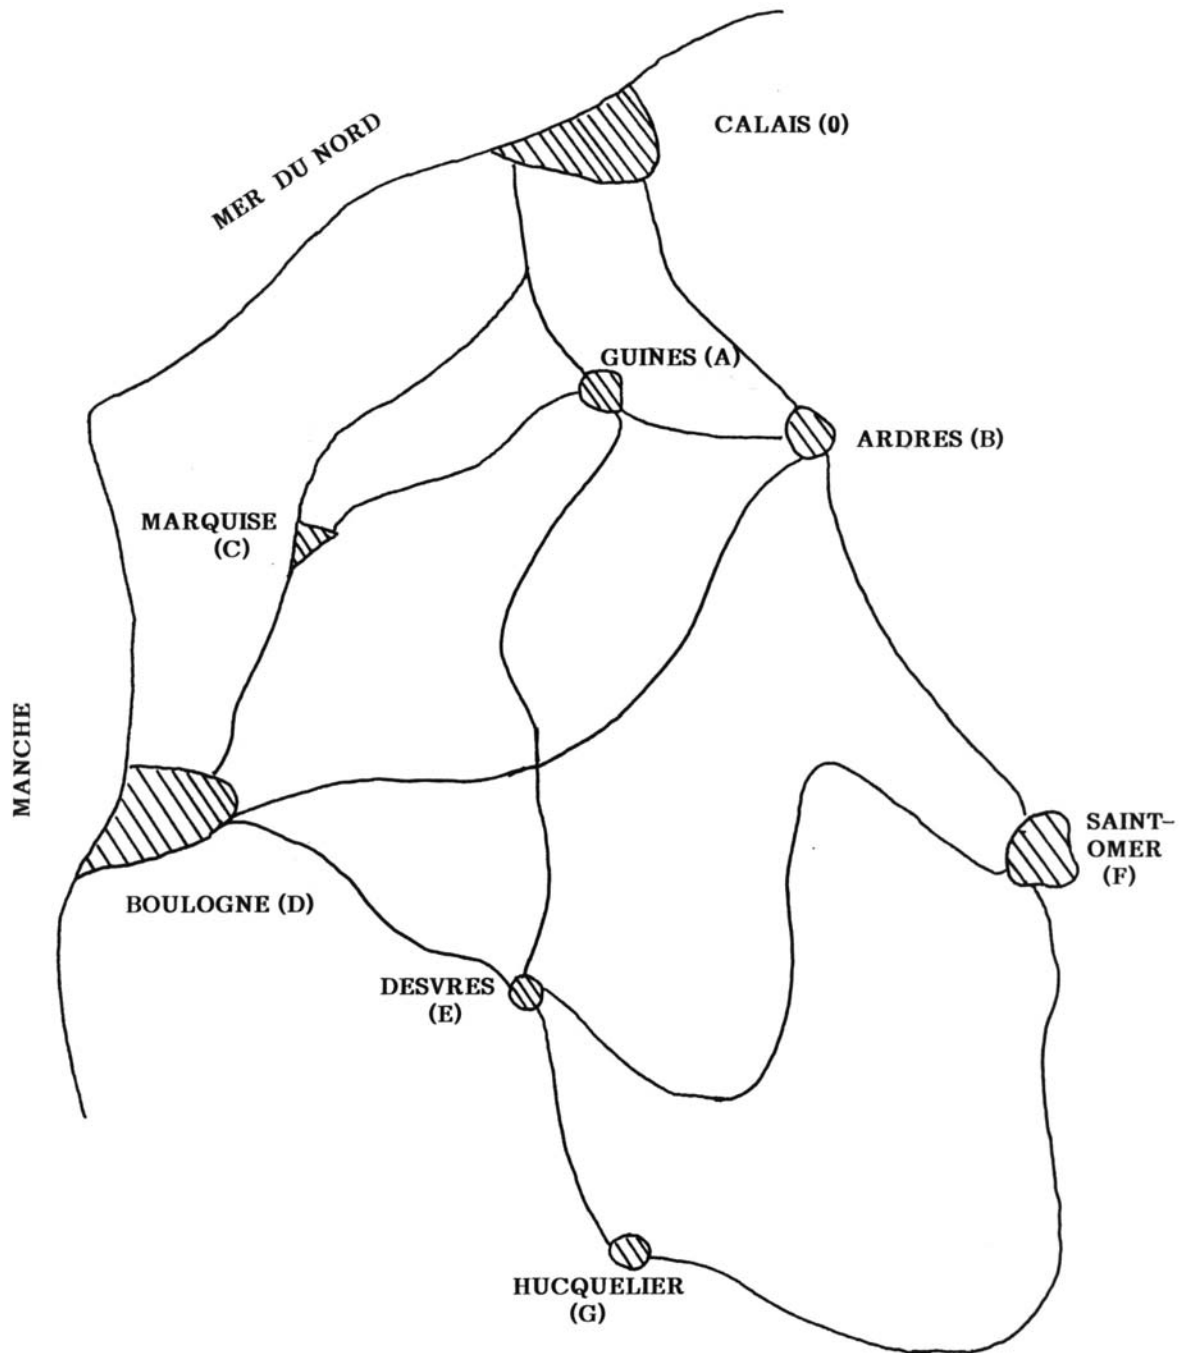 CALAIS (0)
MER DU NORD
GUINES (A)
ARDRES (B)
MARQUISE
(C)
MANCHE
SAINT-
OMER
(F)
BOULOGNE (D)
DESVRES
(E)
HUCQUELIER
(G)